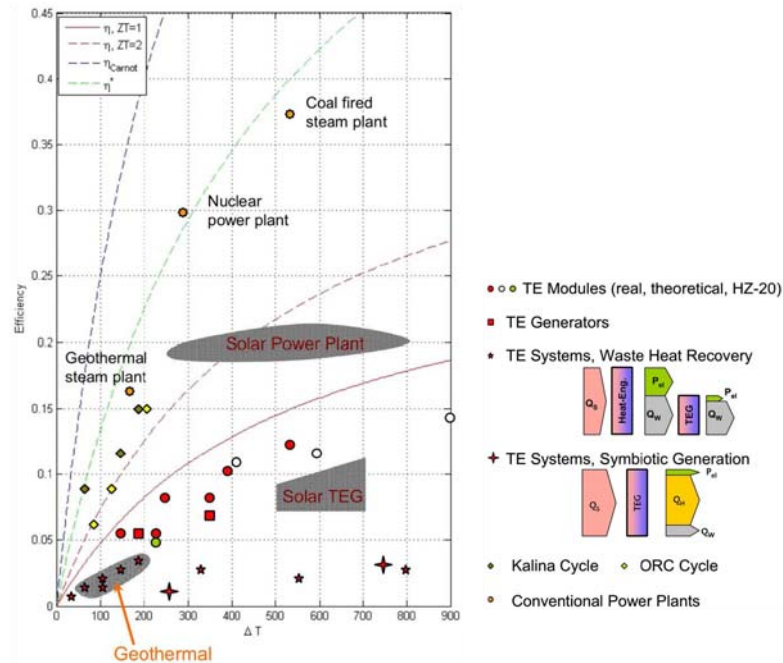 η, ZT=1
η, ZT=2
ηCarnot
η*
0.45
0.4
0.35
0.3
0.25
0.2
0.15
0.1
0.05
0
Efficiency
0 100 200 300 400 500 600 700 800 900
Δ T
Coal fired
steam plant
Nuclear
power plant
Geothermal
steam plant
Solar Power Plant
Solar TEG
Geothermal
TE Modules (real, theoretical, HZ-20)
TE Generators
TE Systems, Waste Heat Recovery
QS
Heat-Eng.
Pel
QW
TEG
Pel
QW
TE Systems, Symbiotic Generation
QS
TEG
Pel
QH
QW
Kalina Cycle
ORC Cycle
Conventional Power Plants